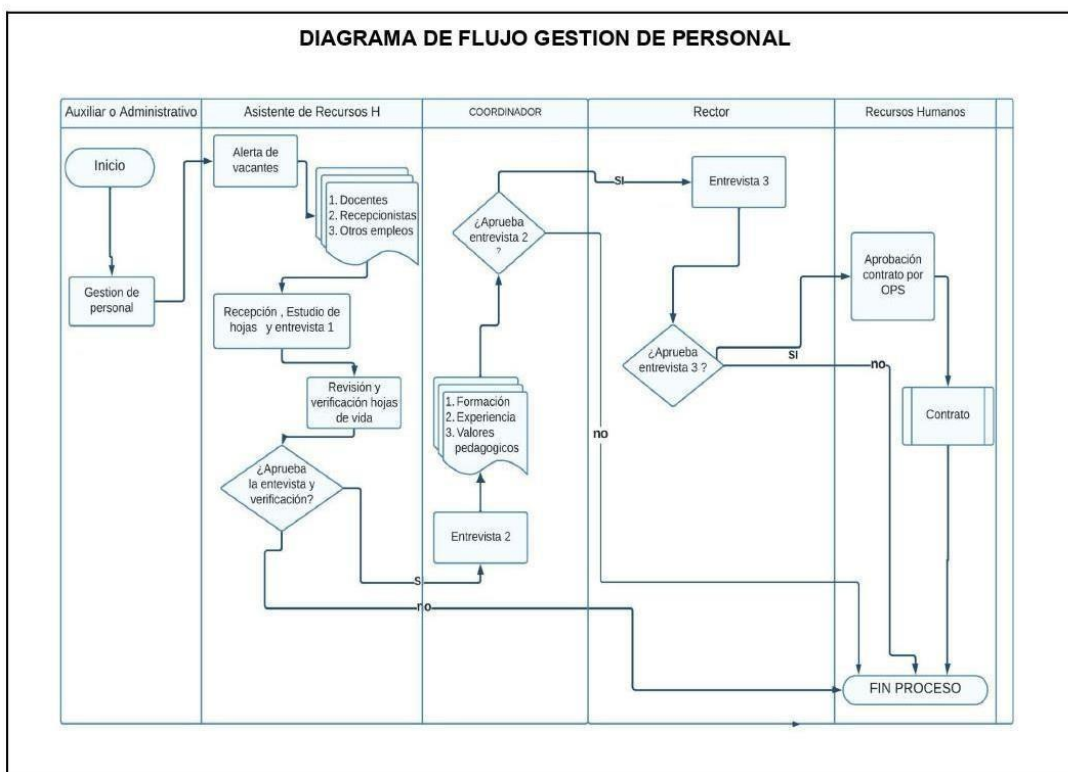 DIAGRAMA DE FLUJO GESTION DE PERSONAL
Auxiliar o Administrativo
Asistente de Recursos H
COORDINADOR
Rector
Recursos Humanos
Inicio
Gestion de
personal
Alerta de
vacantes
1. Docentes
2. Recepcionistas
3. Otros empleos
Recepción , Estudio de
hojas y entrevista 1
Revisión y
verificación hojas
de vida
¿Aprueba
la entevista y
verificación?
S
no
Entrevista 2
1. Formación
2. Experiencia
3. Valores
pedagogicos
¿Aprueba
entrevista 2
?
SI
no
Entrevista 3
¿Aprueba
entrevista 3 ?
SI
no
Aprobación
contrato por
OPS
Contrato
FIN PROCESO